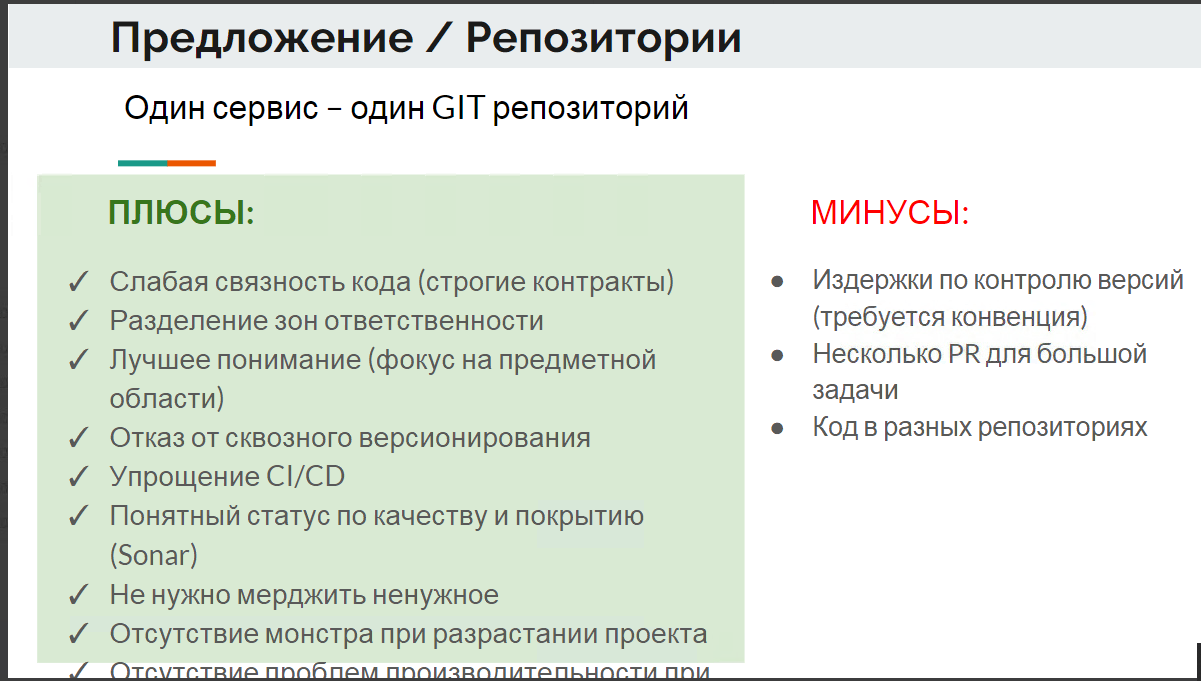 Предложение / Репозитории
Один сервис – один GIT репозиторий
ПЛЮСЫ:
✓ Слабая связность кода (строгие контракты)
✓ Разделение зон ответственности
✓ Лучшее понимание (фокус на предметной
области)
✓ Отказ от сквозного версионирования
✓ Упрощение CI/CD
✓ Понятный статус по качеству и покрытию
(Sonar)
✓ Не нужно мерджить ненужное
✓ Отсутствие монстра при разрастании проекта
✓ Отсутствие проблем производительности при
МИНУСЫ:
● Издержки по контролю версий
(требуется конвенция)
● Несколько PR для большой
задачи
● Код в разных репозиториях